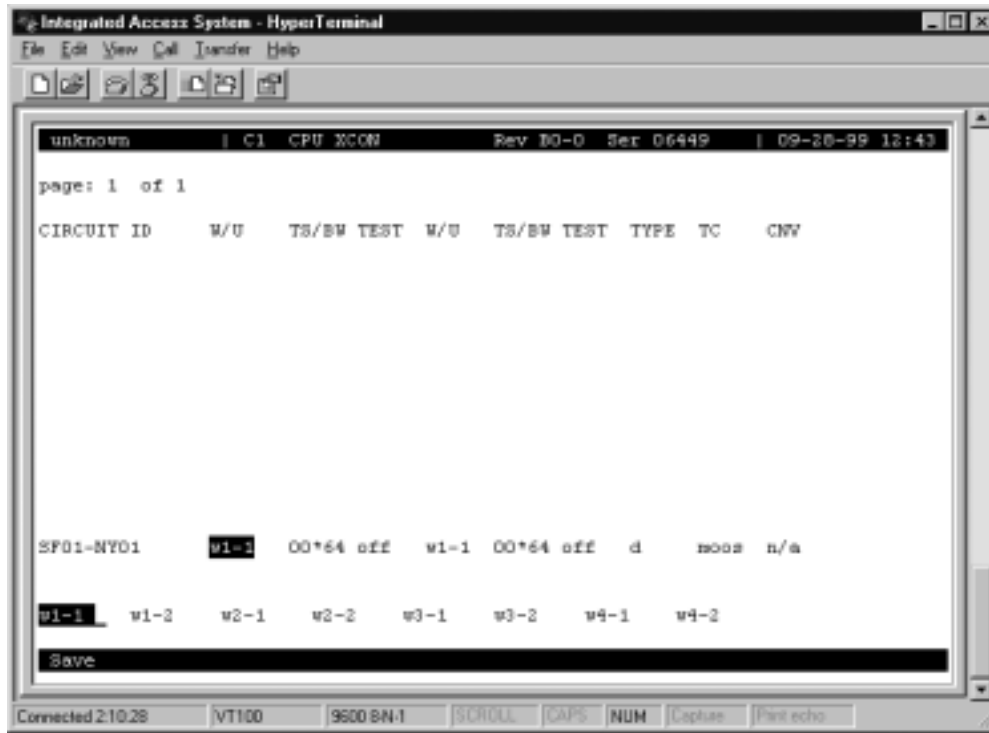 Integrated Access System - HyperTerminal
File Edit View Call Transfer Help
unknown | C1 CPU XCON Rev B0-0 Ser 06449 | 09-28-99 12:43
page: 1 of 1
CIRCUIT ID W/U TS/BW TEST W/U TS/BW TEST TYPE TC CNV
SF01-NY01 w1-1 00*64 off w1-1 00*64 off d moos n/a
w1-1 w1-2 w2-1 w2-2 w3-1 w3-2 w4-1 w4-2
Save
Connected 2:10:28 VT100 9600 8-N-1 SCROLL CAPS NUM Capture Print echo